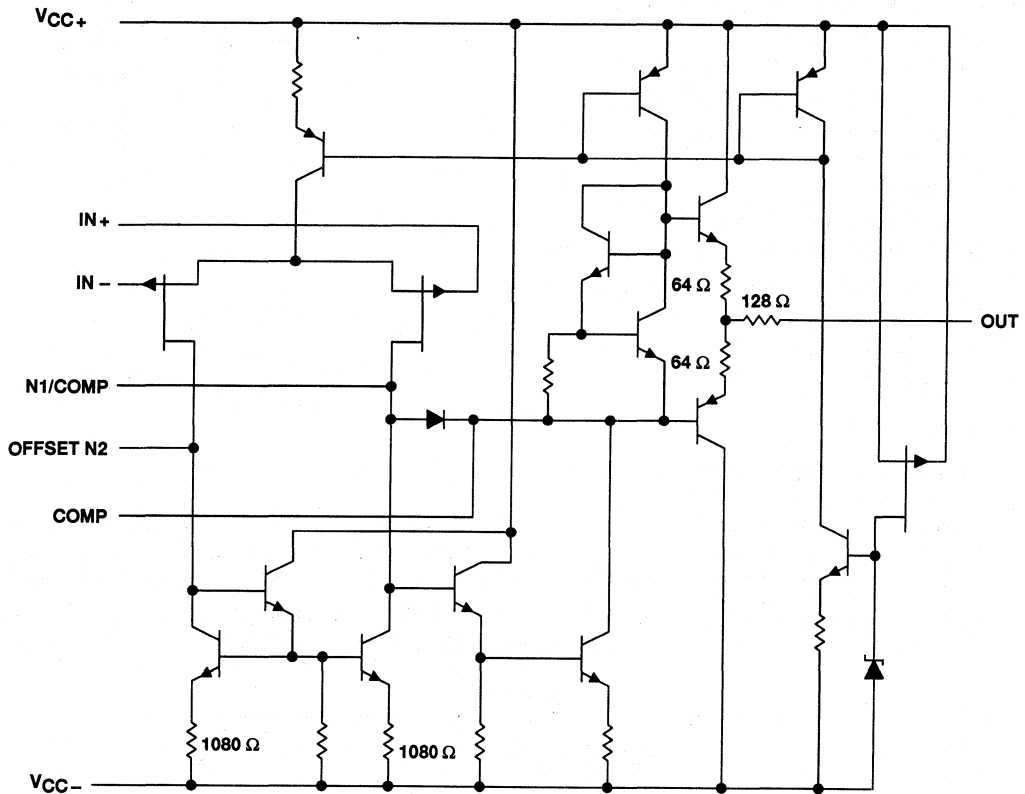 VCC+
IN+
IN−
64 Ω
128 Ω
OUT
64 Ω
N1/COMP
OFFSET N2
COMP
1080 Ω
1080 Ω
VCC−